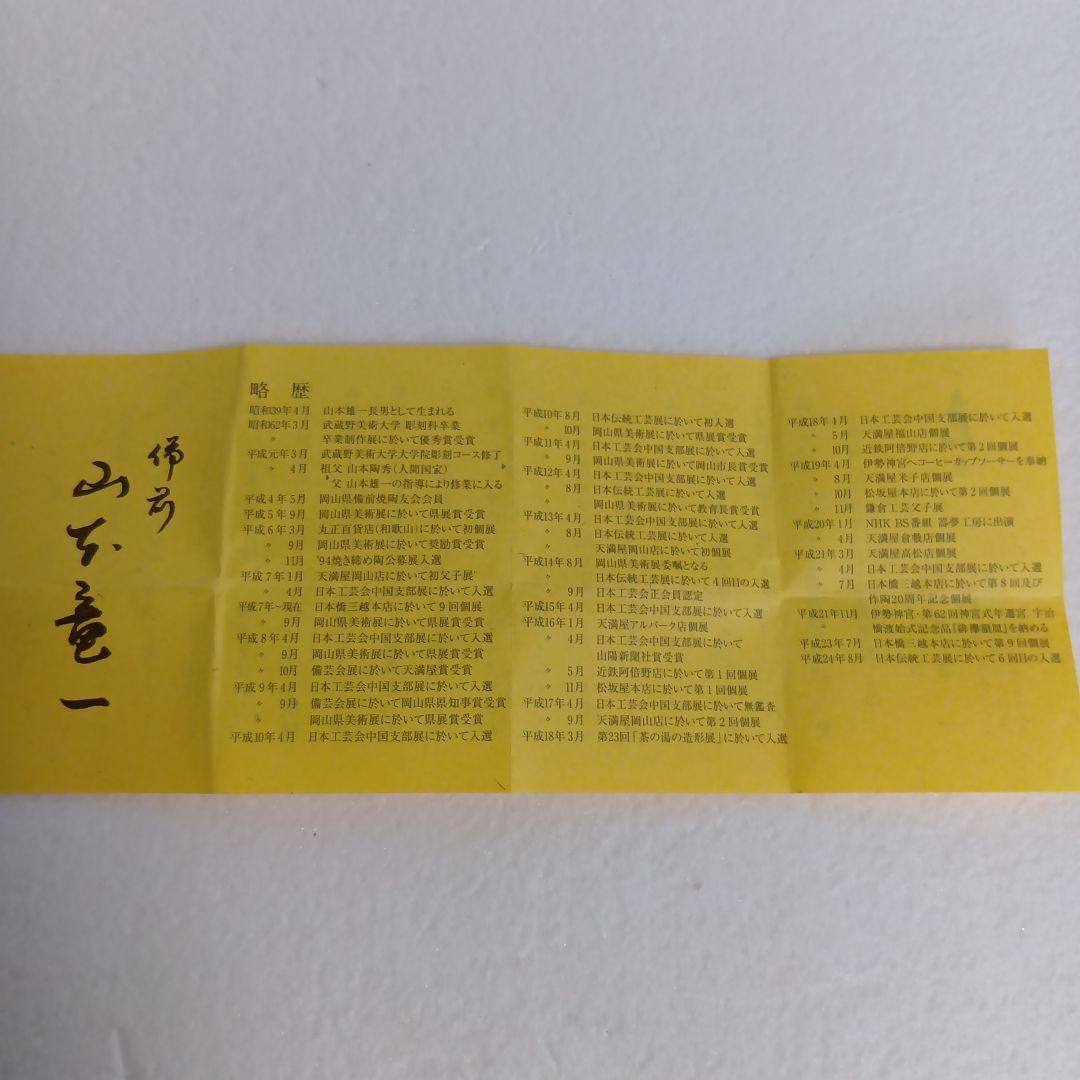 備前
山本竜一
略 歴
昭和39年4月 山本雄一長男として生まれる
昭和62年3月 武蔵野美術大学 彫刻科卒業
〃 卒業制作展に於いて優秀賞受賞
平成元年3月 武蔵野美術大学大学院彫刻コース修了
〃 4月 祖父 山本陶秀(人間国家)
父 山本雄一の指導により修業に入る
平成4年5月 岡山県備前焼陶友会会員
平成5年9月 岡山県美術展に於いて県展賞受賞
平成6年3月 丸正百貨店(和歌山)に於いて初個展
〃 9月 岡山県美術展に於いて奨励賞受賞
〃 11月 '94焼き締め陶公募展入選
平成7年1月 天満屋岡山店に於いて初父子展
〃 4月 日本工芸会中国支部展に於いて入選
平成7年~現在 日本橋三越本店に於いて9回個展
〃 9月 岡山県美術展に於いて県展賞受賞
平成8年4月 日本工芸会中国支部展に於いて入選
〃 9月 岡山県美術展に於いて県展賞受賞
〃 10月 備芸会展に於いて天満屋賞受賞
平成9年4月 日本工芸会中国支部展に於いて入選
〃 9月 備芸会展に於いて岡山県県知事賞受賞
〃 岡山県美術展に於いて県展賞受賞
平成10年4月 日本工芸会中国支部展に於いて入選
平成10年8月 日本伝統工芸展に於いて初入選
〃 10月 岡山県美術展に於いて県展賞受賞
平成11年4月 日本工芸会中国支部展に於いて入選
〃 9月 岡山県美術展に於いて岡山市長賞受賞
平成12年4月 日本工芸会中国支部展に於いて入選
〃 8月 日本伝統工芸展に於いて入選
〃 岡山県美術展に於いて教育長賞受賞
平成13年4月 日本工芸会中国支部展に於いて入選
〃 8月 日本伝統工芸展に於いて入選
〃 天満屋岡山店に於いて初個展
平成14年8月 岡山県美術展委嘱となる
〃 日本伝統工芸展に於いて4回目の入選
〃 9月 日本工芸会正会員認定
平成15年4月 日本工芸会中国支部展に於いて入選
平成16年1月 天満屋アルパーク店個展
〃 4月 日本工芸会中国支部展に於いて
山陽新聞社賞受賞
〃 5月 近鉄阿倍野店に於いて第1回個展
〃 11月 松坂屋本店に於いて第1回個展
平成17年4月 日本工芸会中国支部展に於いて無鑑査
〃 9月 天満屋岡山店に於いて第2回個展
平成18年3月 第23回「茶の湯の造形展」に於いて入選
平成18年4月 日本工芸会中国支部展に於いて入選
〃 5月 天満屋福山店個展
〃 10月 近鉄阿倍野店に於いて第2回個展
平成19年4月 伊勢神宮へコーヒーカップソーサーを奉納
〃 8月 天満屋米子店個展
〃 10月 松坂屋本店に於いて第2回個展
〃 11月 鎌倉工芸父子展
平成20年1月 NHK BS番組 器夢工房に出演
〃 4月 天満屋倉敷店個展
平成21年3月 天満屋高松店個展
〃 4月 日本工芸会中国支部展に於いて入選
〃 7月 日本橋三越本店に於いて第8回及び
作陶20周年記念個展
平成21年11月 伊勢神宮・第62回神宮式年遷宮 宇治
橋渡始式記念品『緋襷皿』を納める
平成23年7月 日本橋三越本店に於いて第9回個展
平成24年8月 日本伝統工芸展に於いて6回目の入選